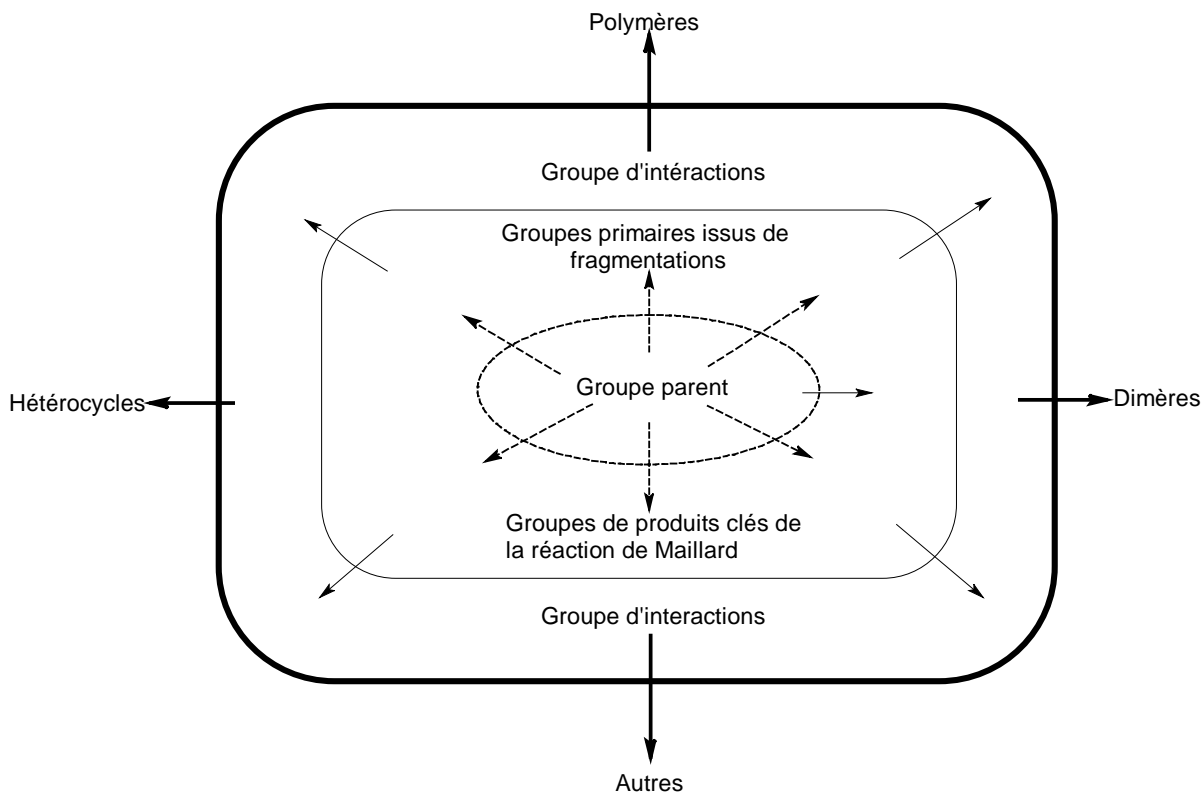 Polymères
Groupe d'intéractions
Groupes primaires issus de
fragmentations
Groupe parent
Hétérocycles
Dimères
Groupes de produits clés de
la réaction de Maillard
Groupe d'interactions
Autres